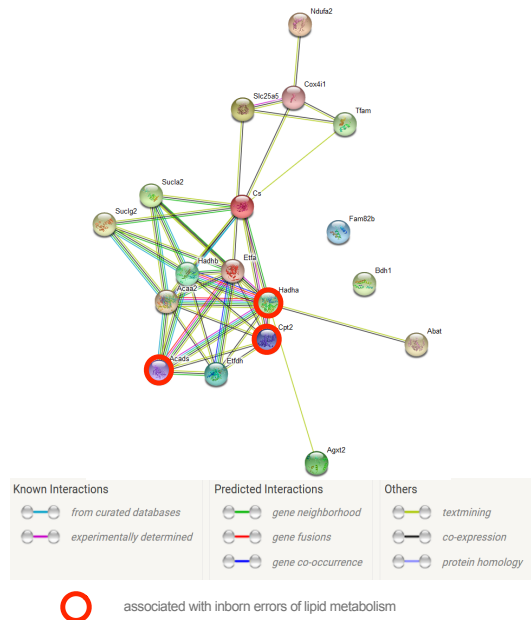 Ndufa2
Cox4i1
Slc25a5
Tfam
Sucla2
Cs
Suclg2
Fam82b
Hadhb
Etfa
Bdh1
Acaa2
Hadha
Cpt2
Abat
Acads
Etfdh
Agxt2
Known Interactions
from curated databases
experimentally determined
Predicted Interactions
gene neighborhood
gene fusions
gene co-occurrence
Others
textmining
co-expression
protein homology
associated with inborn errors of lipid metabolism